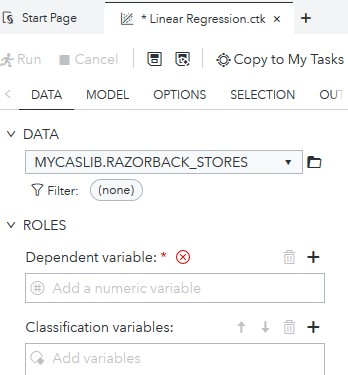 Start Page
* Linear Regression.ctk ×
Run Cancel Copy to My Tasks
DATA MODEL OPTIONS SELECTION OUT
DATA
MYCASLIB.RAZORBACK_STORES
Filter: (none)
ROLES
Dependent variable: *
Add a numeric variable
Classification variables:
Add variables